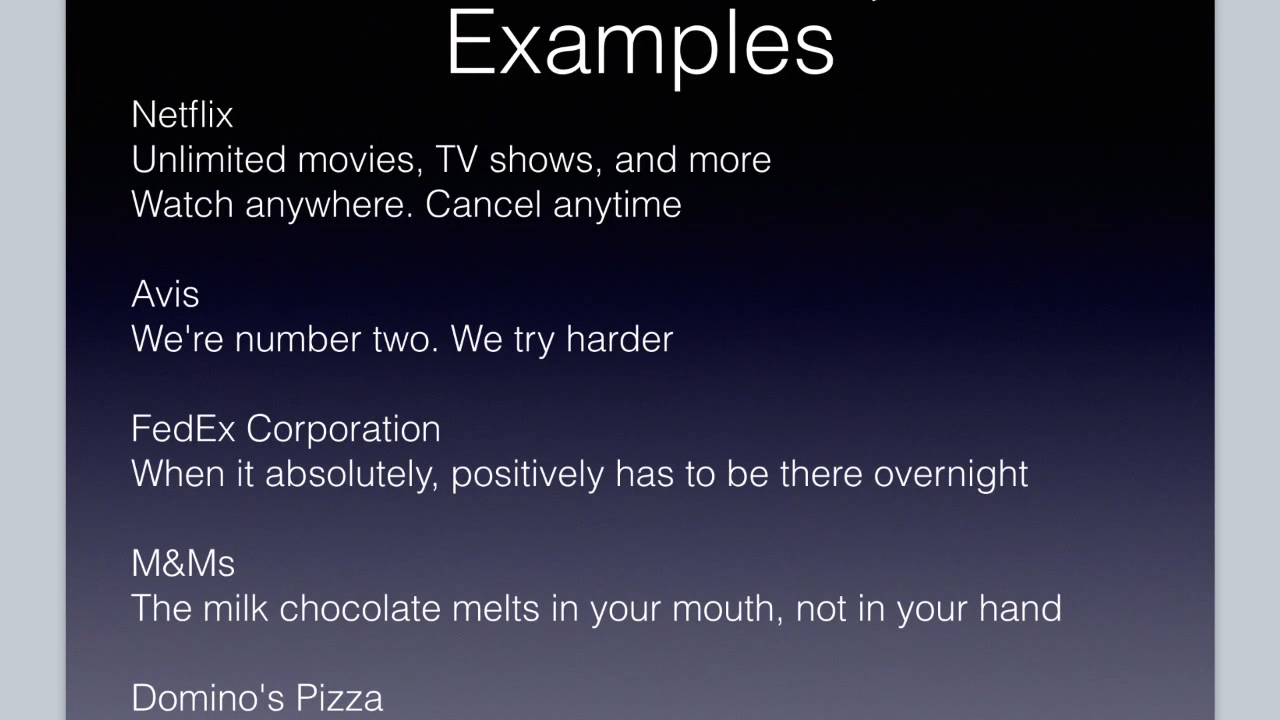 Examples
Netflix
Unlimited movies, TV shows, and more
Watch anywhere. Cancel anytime
Avis
We're number two. We try harder
FedEx Corporation
When it absolutely, positively has to be there overnight
M&Ms
The milk chocolate melts in your mouth, not in your hand
Domino's Pizza